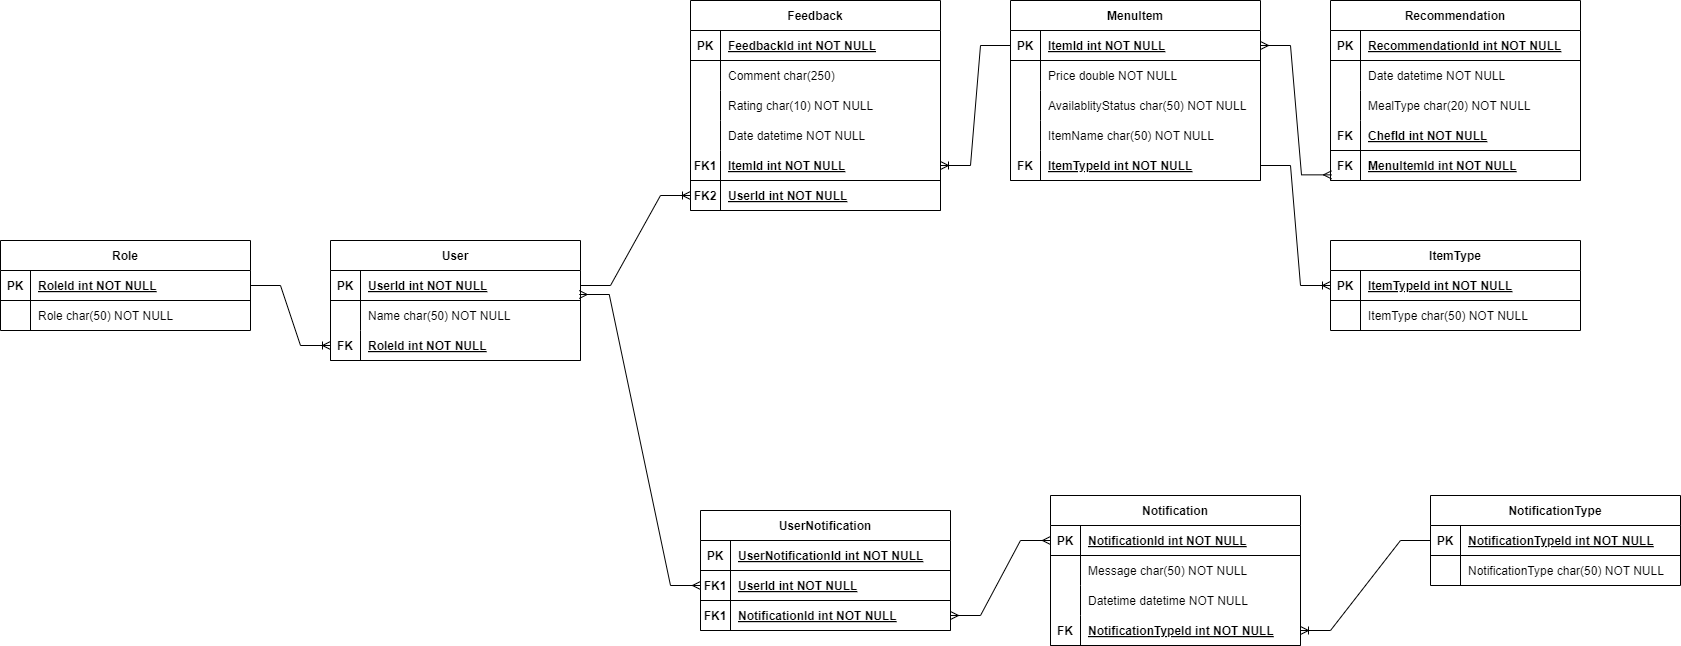 Feedback
PK FeedbackId int NOT NULL
Comment char(250)
Rating char(10) NOT NULL
Date datetime NOT NULL
FK1 ItemId int NOT NULL
FK2 UserId int NOT NULL
MenuItem
PK ItemId int NOT NULL
Price double NOT NULL
AvailablityStatus char(50) NOT NULL
ItemName char(50) NOT NULL
FK ItemTypeId int NOT NULL
Recommendation
PK RecommendationId int NOT NULL
Date datetime NOT NULL
MealType char(20) NOT NULL
FK ChefId int NOT NULL
FK MenuItemId int NOT NULL
Role
PK RoleId int NOT NULL
Role char(50) NOT NULL
User
PK UserId int NOT NULL
Name char(50) NOT NULL
FK RoleId int NOT NULL
ItemType
PK ItemTypeId int NOT NULL
ItemType char(50) NOT NULL
UserNotification
PK UserNotificationId int NOT NULL
FK1 UserId int NOT NULL
FK1 NotificationId int NOT NULL
Notification
PK NotificationId int NOT NULL
Message char(50) NOT NULL
Datetime datetime NOT NULL
FK NotificationTypeId int NOT NULL
NotificationType
PK NotificationTypeId int NOT NULL
NotificationType char(50) NOT NULL